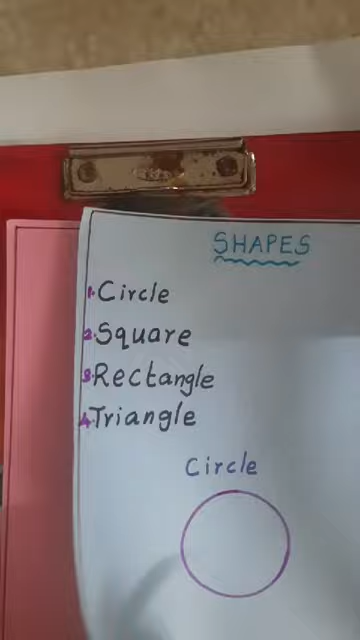 SHAPES
1. Circle
2. Square
3. Rectangle
4. Triangle
Circle